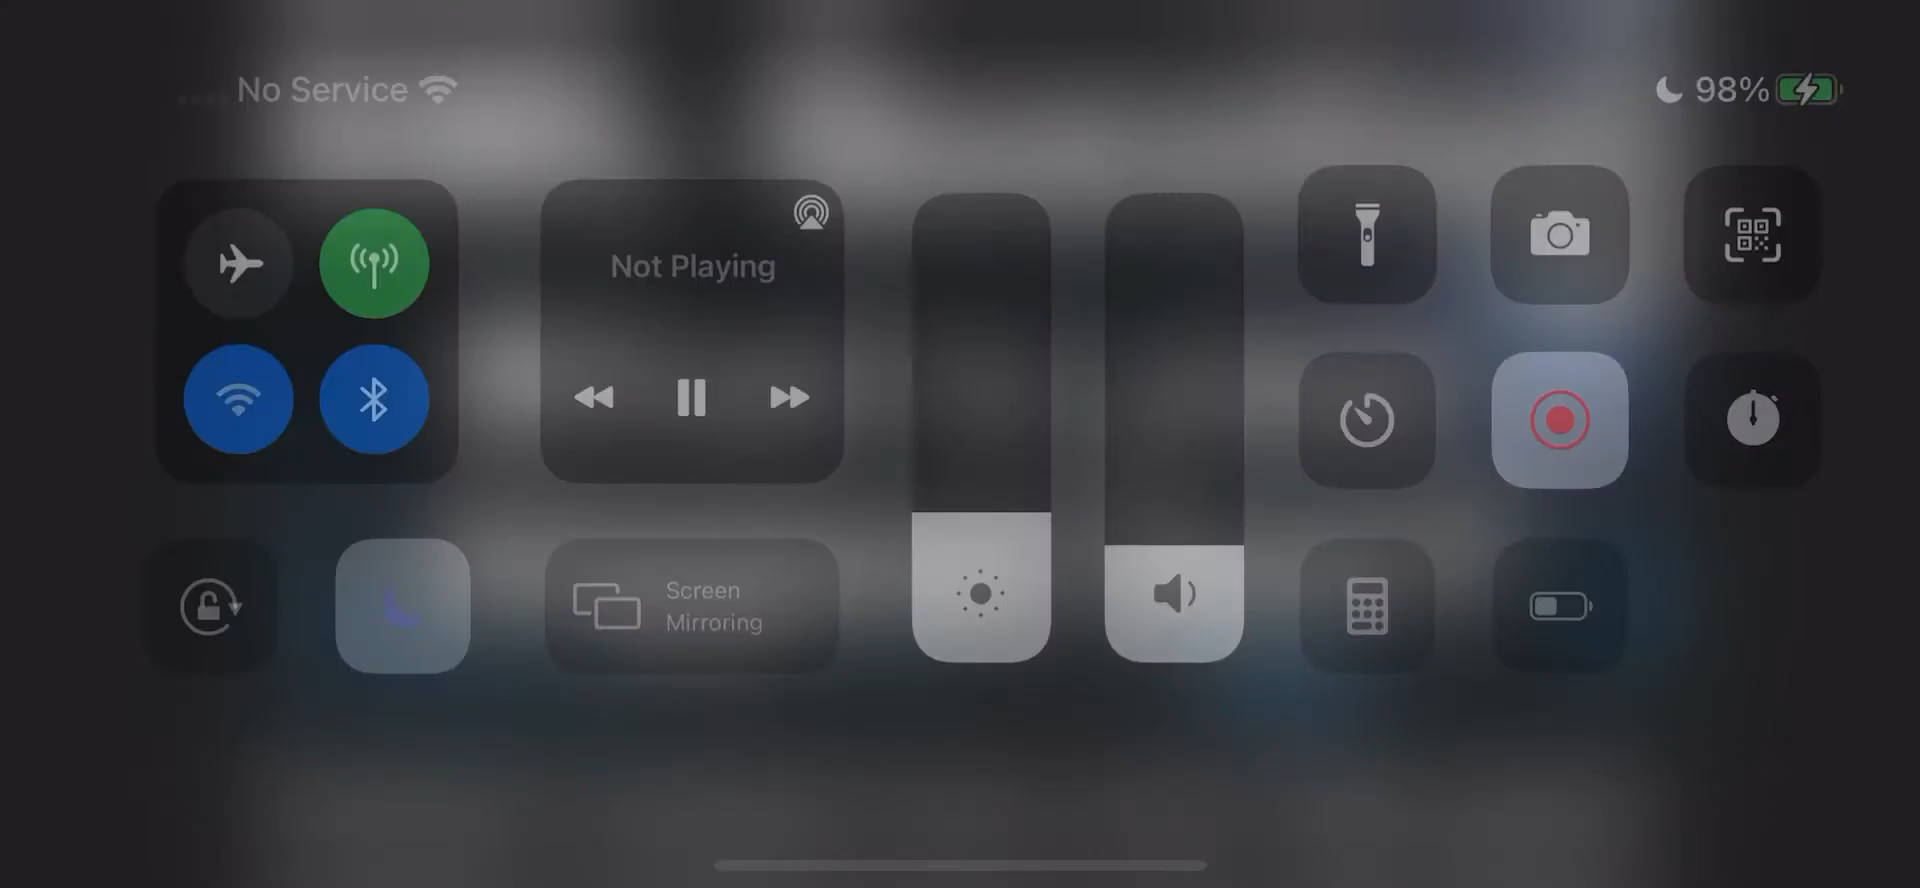 No Service
98%
Not Playing
Screen
Mirroring